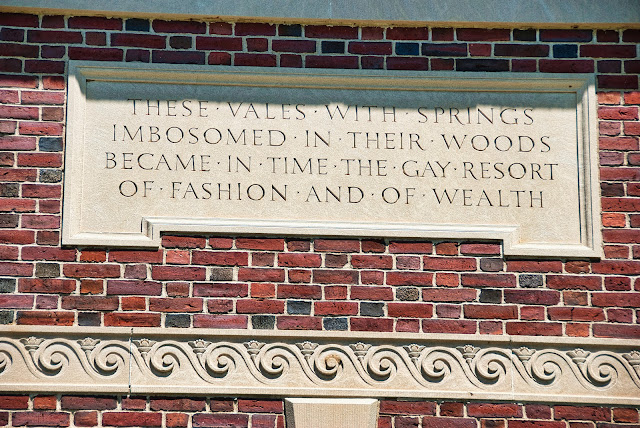 THESE · VALES · WITH · SPRINGS
IMBOSOMED · IN · THEIR · WOODS
BECAME · IN · TIME · THE · GAY · RESORT
OF · FASHION · AND · OF · WEALTH